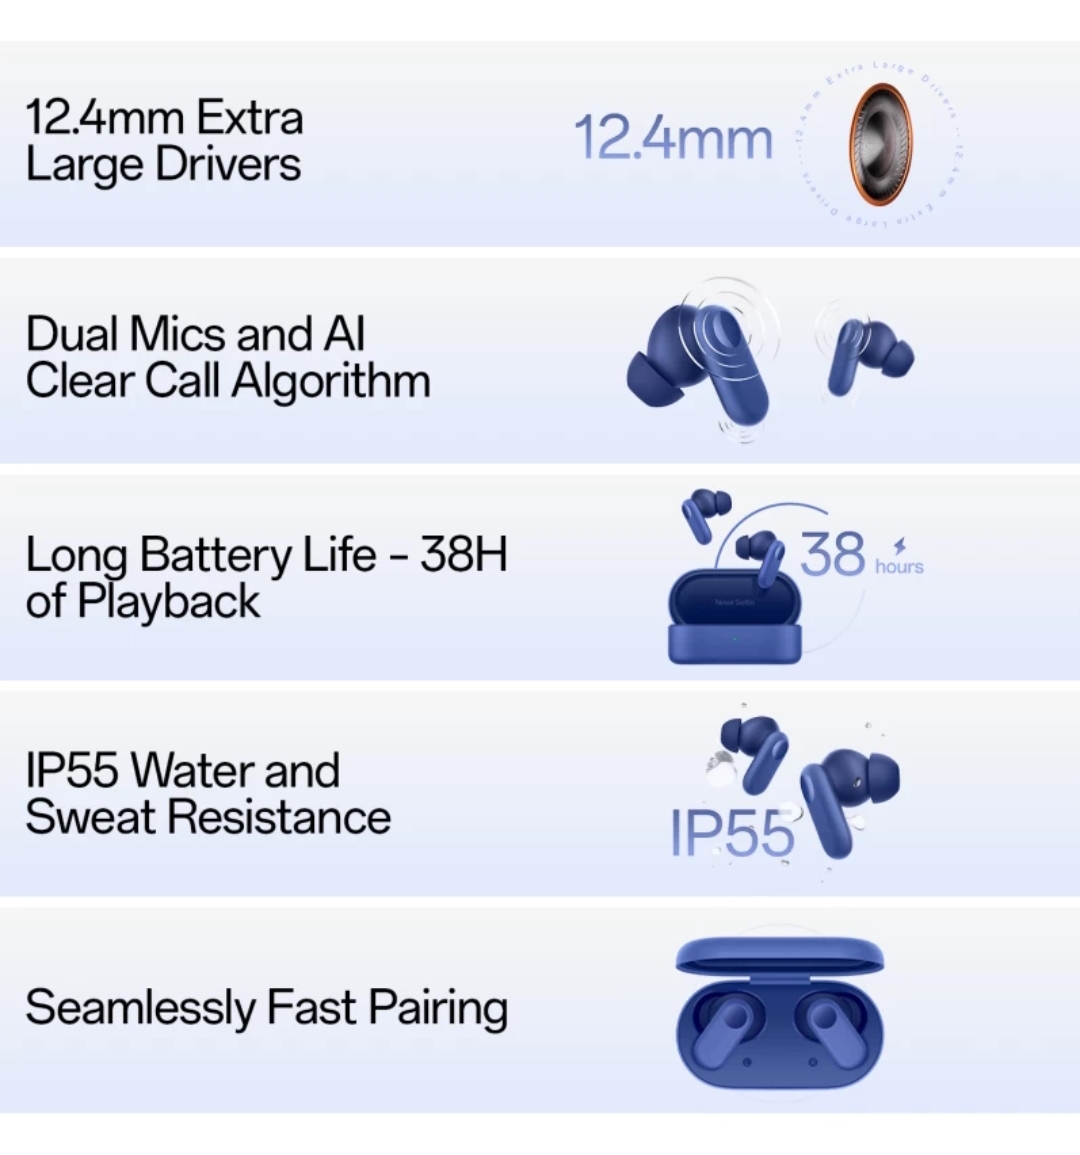 12.4mm Extra
Large Drivers
12.4mm
12.4mm Extra Large Drivers
12.4mm Extra Large Drivers
Dual Mics and AI
Clear Call Algorithm
Long Battery Life - 38H
of Playback
38 hours
IP55 Water and
Sweat Resistance
IP55
Seamlessly Fast Pairing